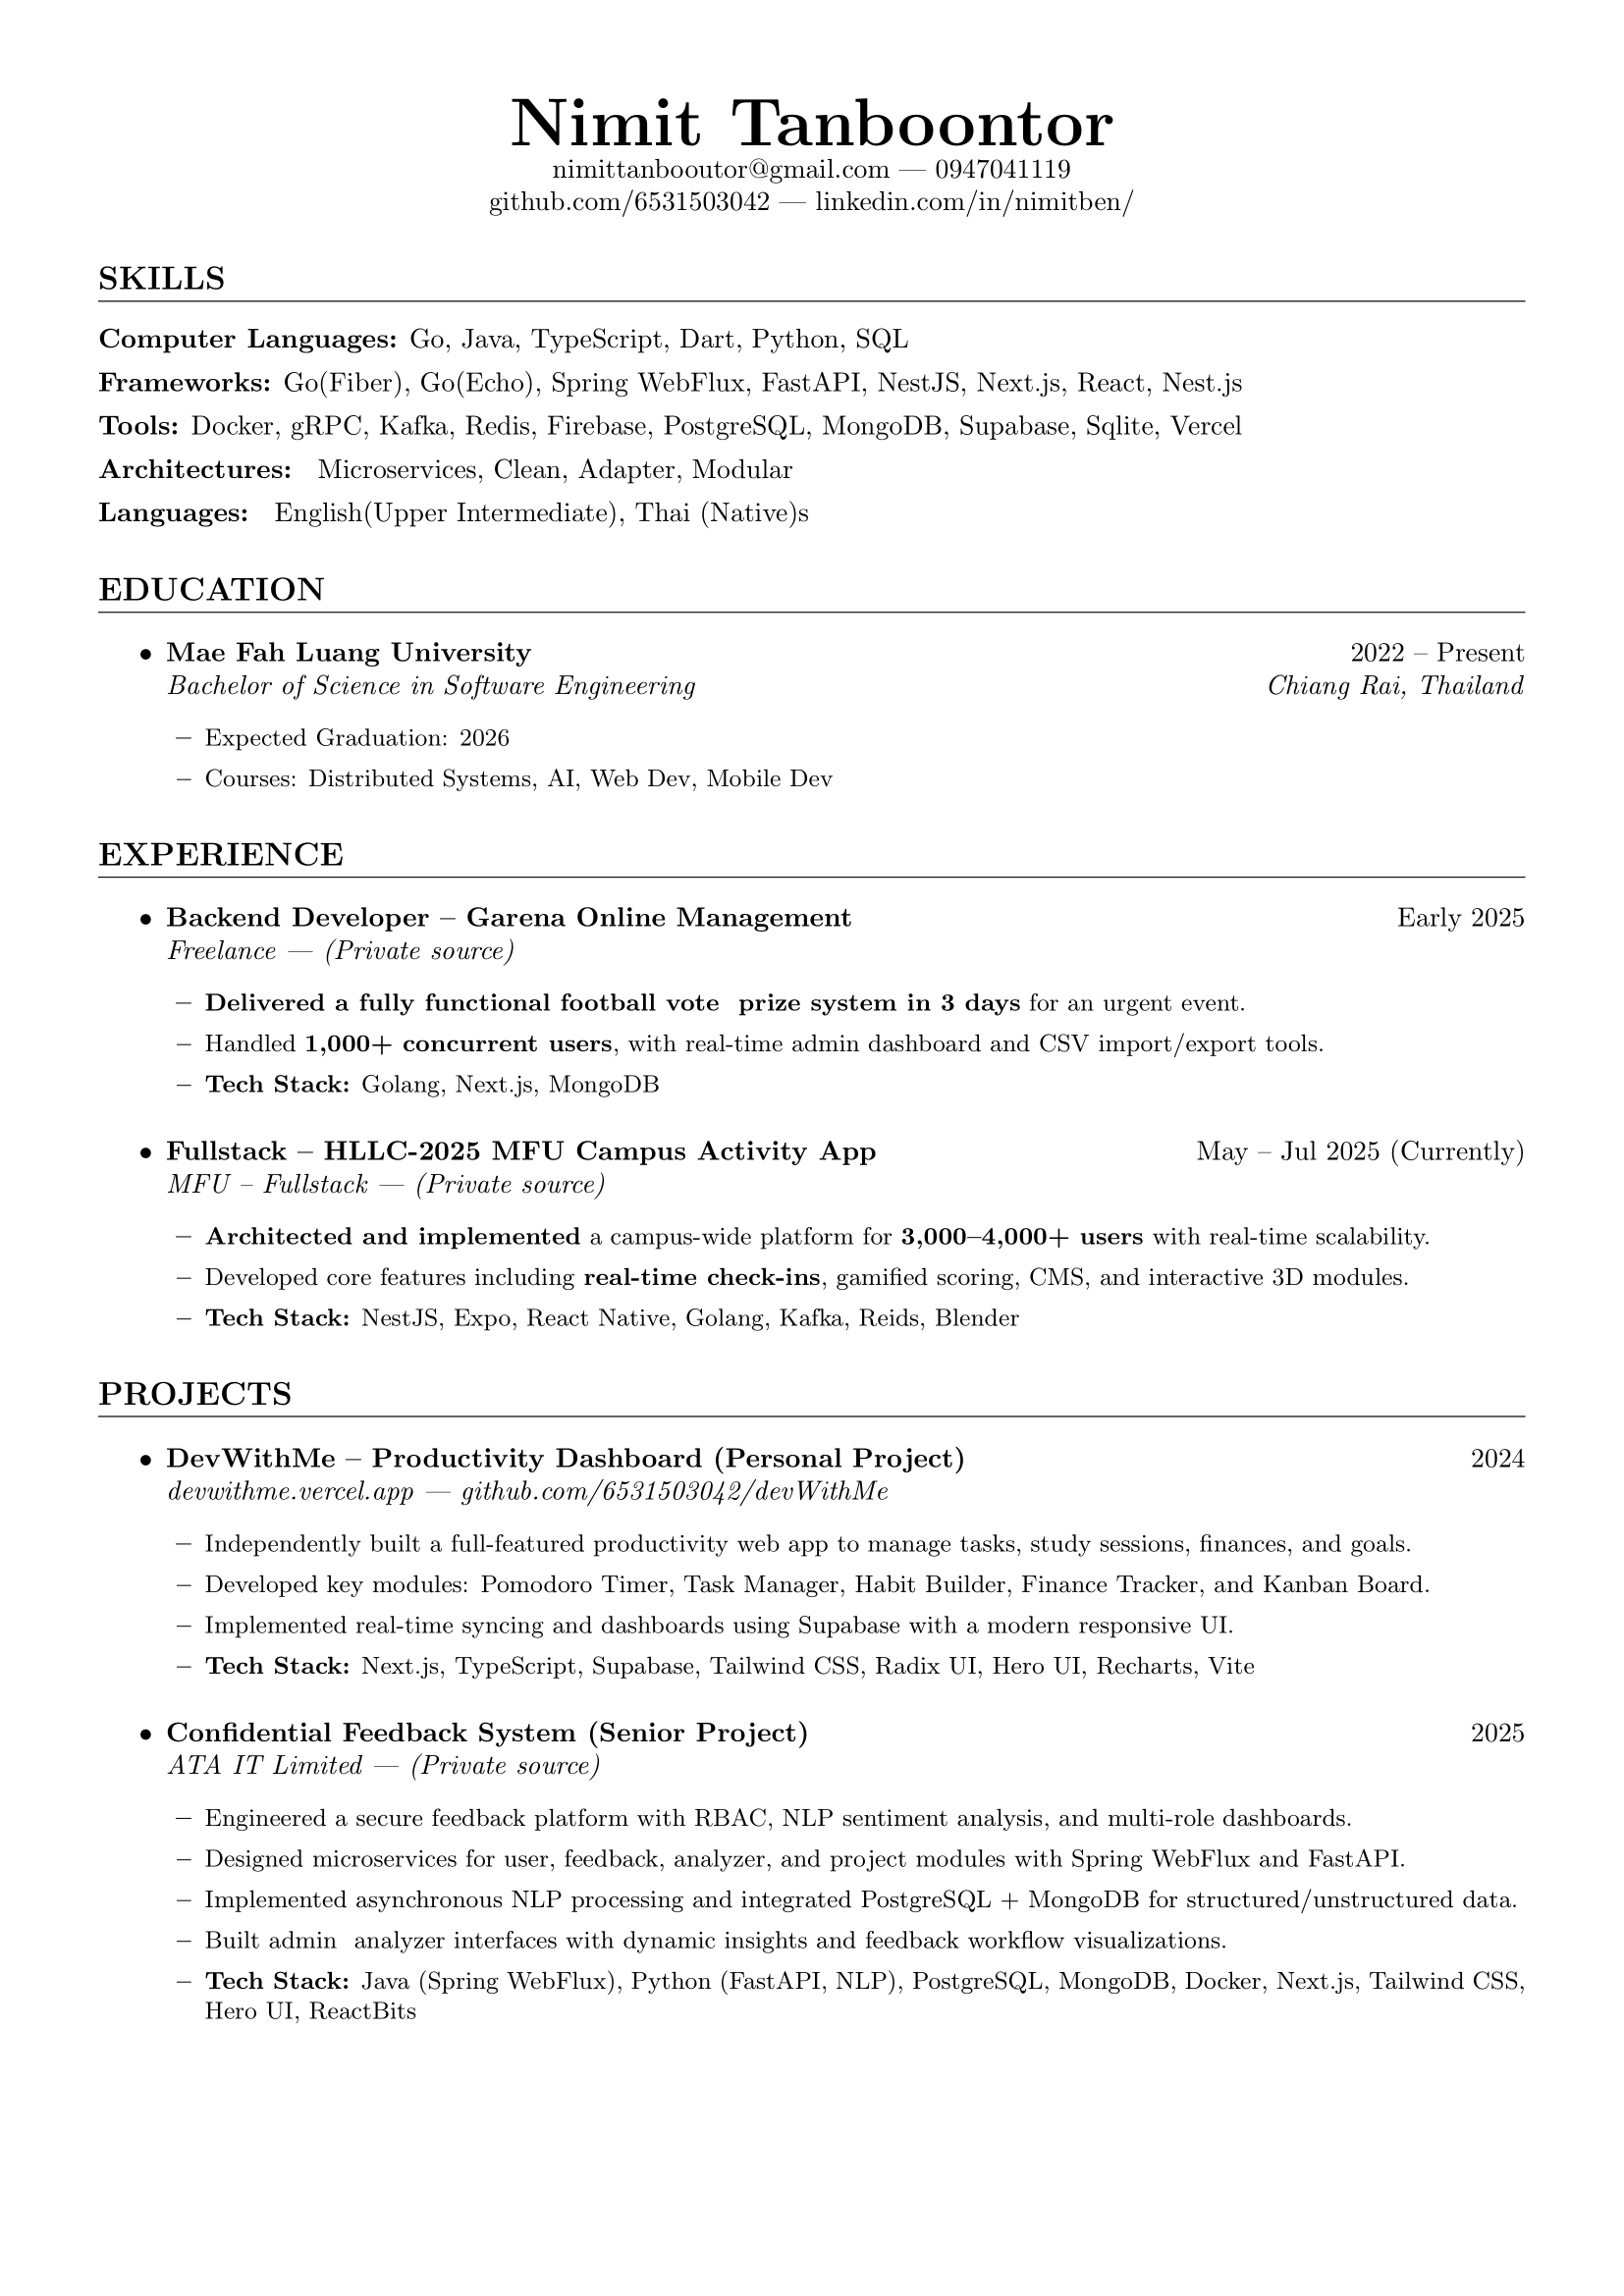 Nimit Tanboontor
nimittanbooutor@gmail.com — 0947041119
github.com/6531503042 — linkedin.com/in/nimitben/
SKILLS
Computer Languages: Go, Java, TypeScript, Dart, Python, SQL
Frameworks: Go(Fiber), Go(Echo), Spring WebFlux, FastAPI, NestJS, Next.js, React, Nest.js
Tools: Docker, gRPC, Kafka, Redis, Firebase, PostgreSQL, MongoDB, Supabase, Sqlite, Vercel
Architectures: Microservices, Clean, Adapter, Modular
Languages: English(Upper Intermediate), Thai (Native)s
EDUCATION
• Mae Fah Luang University 2022 – Present
Bachelor of Science in Software Engineering Chiang Rai, Thailand
– Expected Graduation: 2026
– Courses: Distributed Systems, AI, Web Dev, Mobile Dev
EXPERIENCE
• Backend Developer – Garena Online Management Early 2025
Freelance — (Private source)
– Delivered a fully functional football vote prize system in 3 days for an urgent event.
– Handled 1,000+ concurrent users, with real-time admin dashboard and CSV import/export tools.
– Tech Stack: Golang, Next.js, MongoDB
• Fullstack – HLLC-2025 MFU Campus Activity App May – Jul 2025 (Currently)
MFU – Fullstack — (Private source)
– Architected and implemented a campus-wide platform for 3,000–4,000+ users with real-time scalability.
– Developed core features including real-time check-ins, gamified scoring, CMS, and interactive 3D modules.
– Tech Stack: NestJS, Expo, React Native, Golang, Kafka, Reids, Blender
PROJECTS
• DevWithMe – Productivity Dashboard (Personal Project) 2024
devwithme.vercel.app — github.com/6531503042/devWithMe
– Independently built a full-featured productivity web app to manage tasks, study sessions, finances, and goals.
– Developed key modules: Pomodoro Timer, Task Manager, Habit Builder, Finance Tracker, and Kanban Board.
– Implemented real-time syncing and dashboards using Supabase with a modern responsive UI.
– Tech Stack: Next.js, TypeScript, Supabase, Tailwind CSS, Radix UI, Hero UI, Recharts, Vite
• Confidential Feedback System (Senior Project) 2025
ATA IT Limited — (Private source)
– Engineered a secure feedback platform with RBAC, NLP sentiment analysis, and multi-role dashboards.
– Designed microservices for user, feedback, analyzer, and project modules with Spring WebFlux and FastAPI.
– Implemented asynchronous NLP processing and integrated PostgreSQL + MongoDB for structured/unstructured data.
– Built admin analyzer interfaces with dynamic insights and feedback workflow visualizations.
– Tech Stack: Java (Spring WebFlux), Python (FastAPI, NLP), PostgreSQL, MongoDB, Docker, Next.js, Tailwind CSS,
Hero UI, ReactBits